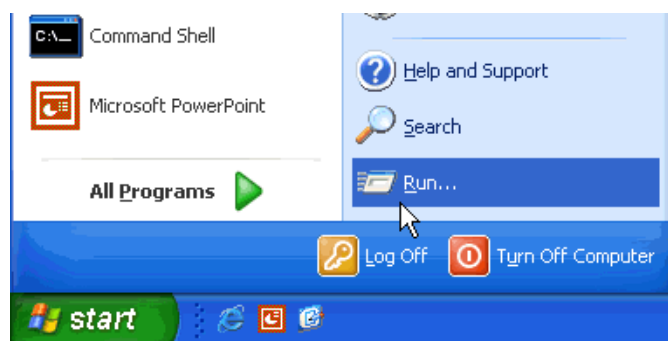 C:\_
Command Shell
Microsoft PowerPoint
All Programs
Help and Support
Search
Run...
Log Off
Turn Off Computer
start